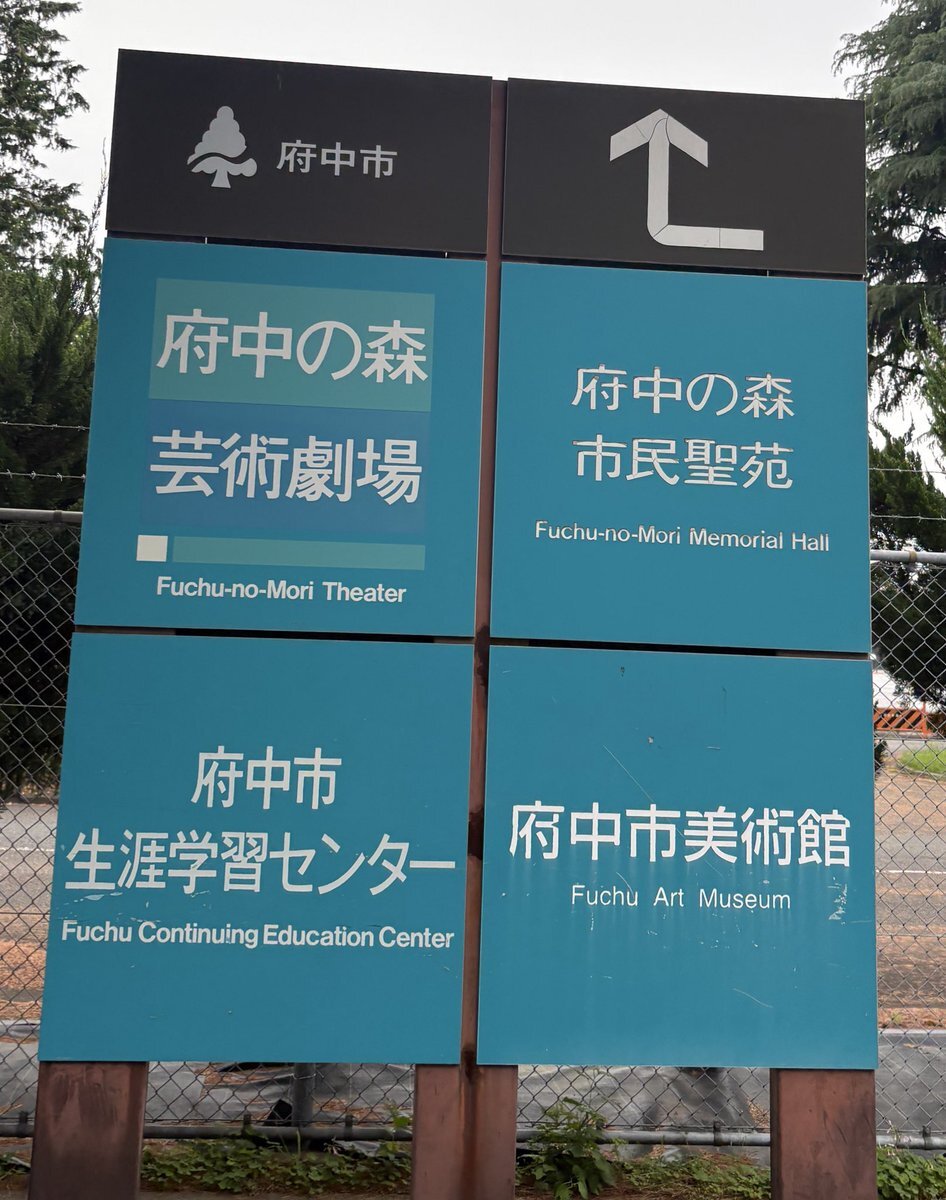 府中市
府中の森
芸術劇場
Fuchu-no-Mori Theater
府中の森
市民聖苑
Fuchu-no-Mori Memorial Hall
府中市
生涯学習センター
Fuchu Continuing Education Center
府中市美術館
Fuchu Art Museum